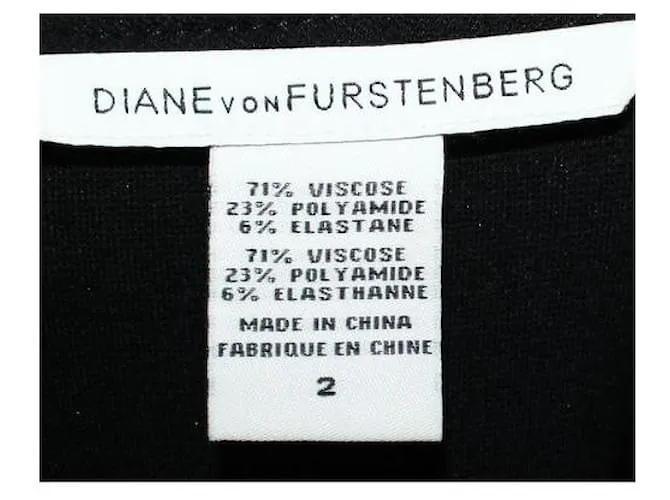 DIANE VON FURSTENBERG
71% VISCOSE
23% POLYAMIDE
6% ELASTANE
71% VISCOSE
23% POLYAMIDE
6% ELASTHANNE
MADE IN CHINA
FABRIQUE EN CHINE
2